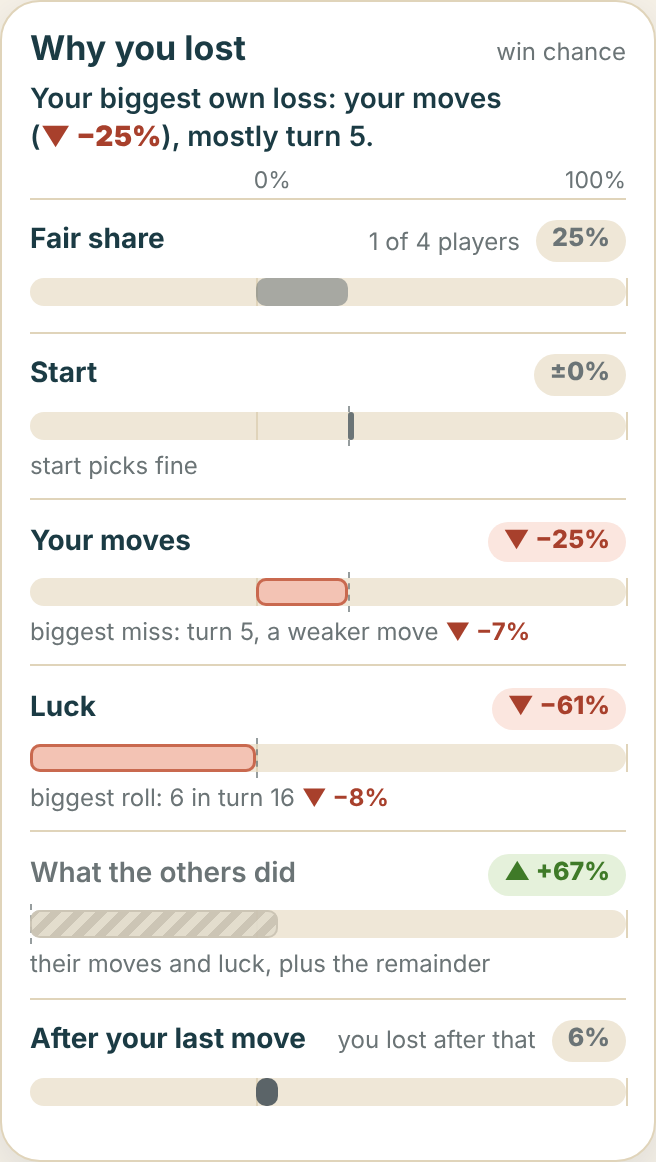 Why you lost win chance
Your biggest own loss: your moves
(▼ −25%), mostly turn 5.
0% 100%
Fair share 1 of 4 players 25%
Start ±0%
start picks fine
Your moves ▼ −25%
biggest miss: turn 5, a weaker move ▼ −7%
Luck ▼ −61%
biggest roll: 6 in turn 16 ▼ −8%
What the others did ▲ +67%
their moves and luck, plus the remainder
After your last move you lost after that 6%